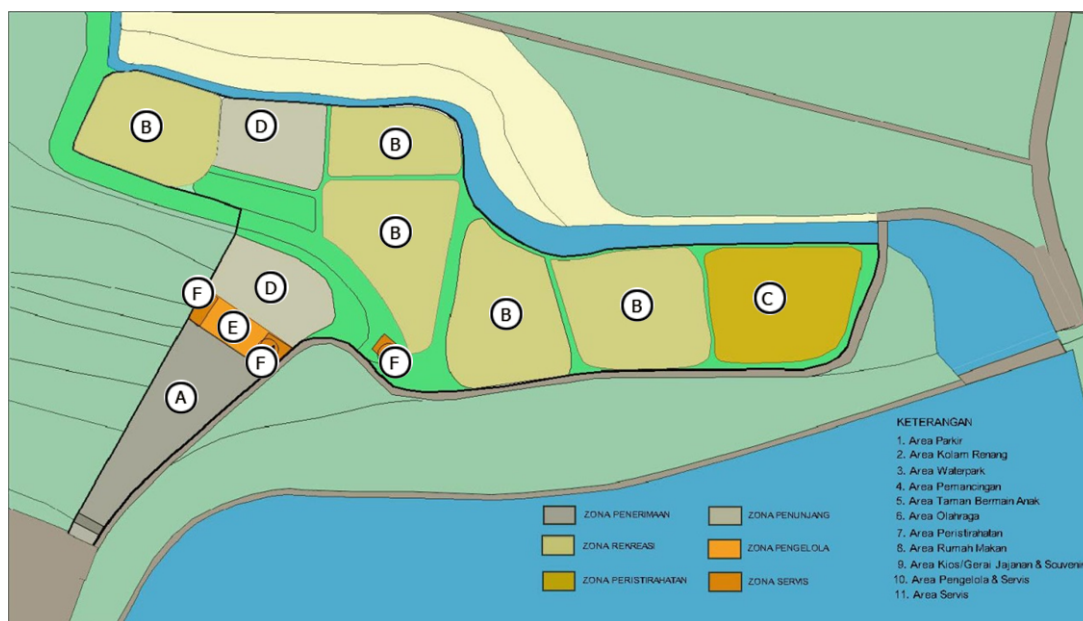 B
D
B
B
F
D
B
B
C
E
F
F
A
KETERANGAN
1. Area Parkir
2. Area Kolam Renang
3. Area Waterpark
4. Area Pemancingan
5. Area Taman Bermain Anak
6. Area Olahraga
7. Area Peristirahatan
8. Area Rumah Makan
9. Area Kios/Gerai Jajanan & Souvenir
10. Area Pengelola & Servis
11. Area Servis
ZONA PENERIMAAN
ZONA PENUNJANG
ZONA REKREASI
ZONA PENGELOLA
ZONA PERISTIRAHATAN
ZONA SERVIS